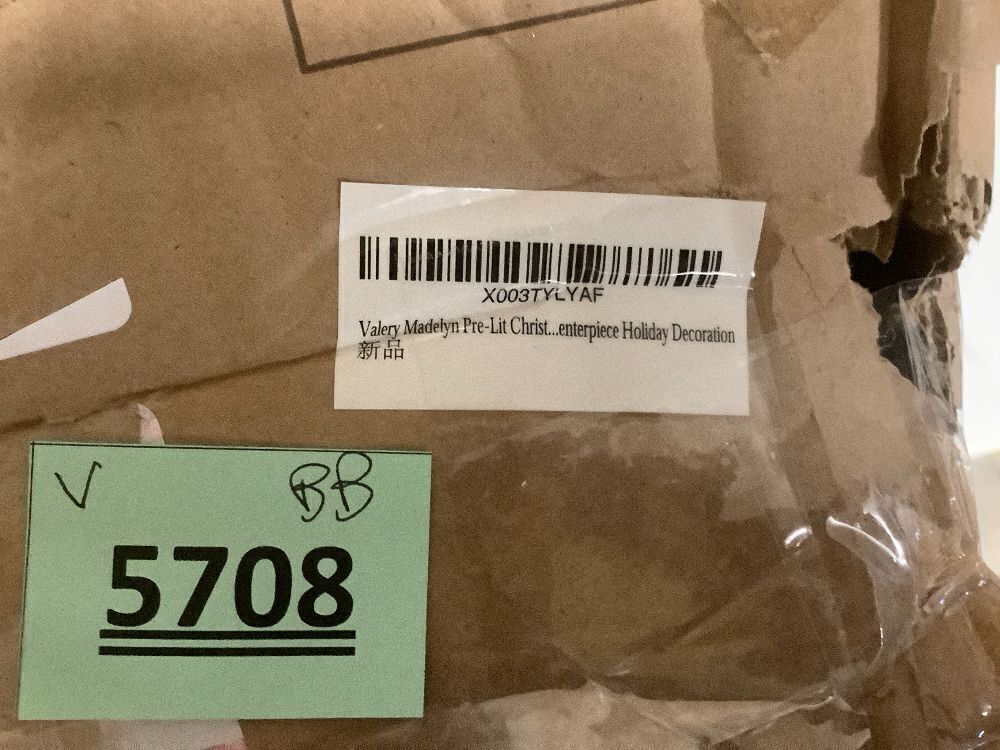 X003TYLYAF
Valery Madelyn Pre-Lit Christ...enterpiece Holiday Decoration
新品
V BB
5708